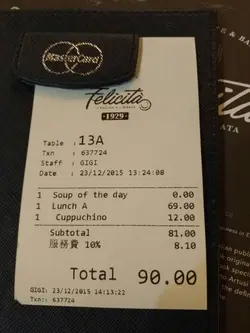 MasterCard
Felicità
1929
Table : 13A
Txn : 637724
Staff : GIGI
Date : 23/12/2015 13:24:08
1 Soup of the day 0.00
1 Lunch A 69.00
1 Cuppuchino 12.00
Subtotal 81.00
服務費 10% 8.10
Total 90.00
GIGI: 23/12/2015 14:13:22
Txn: 637724